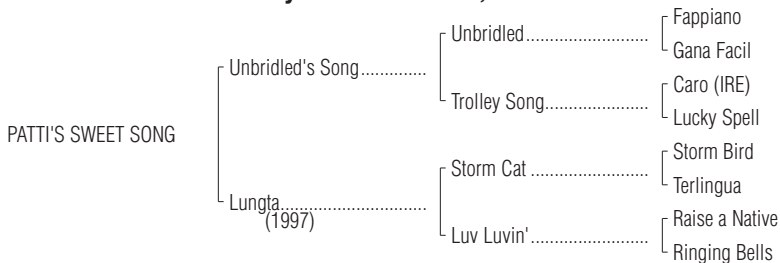 Fappiano
Unbridled..............................
Gana Facil
Unbridled's Song..............
Caro (IRE)
Trolley Song.........................
Lucky Spell
PATTI'S SWEET SONG
Storm Bird
Storm Cat ............................
Terlingua
Lungta...................................
(1997)
Raise a Native
Luv Luvin'............................
Ringing Bells